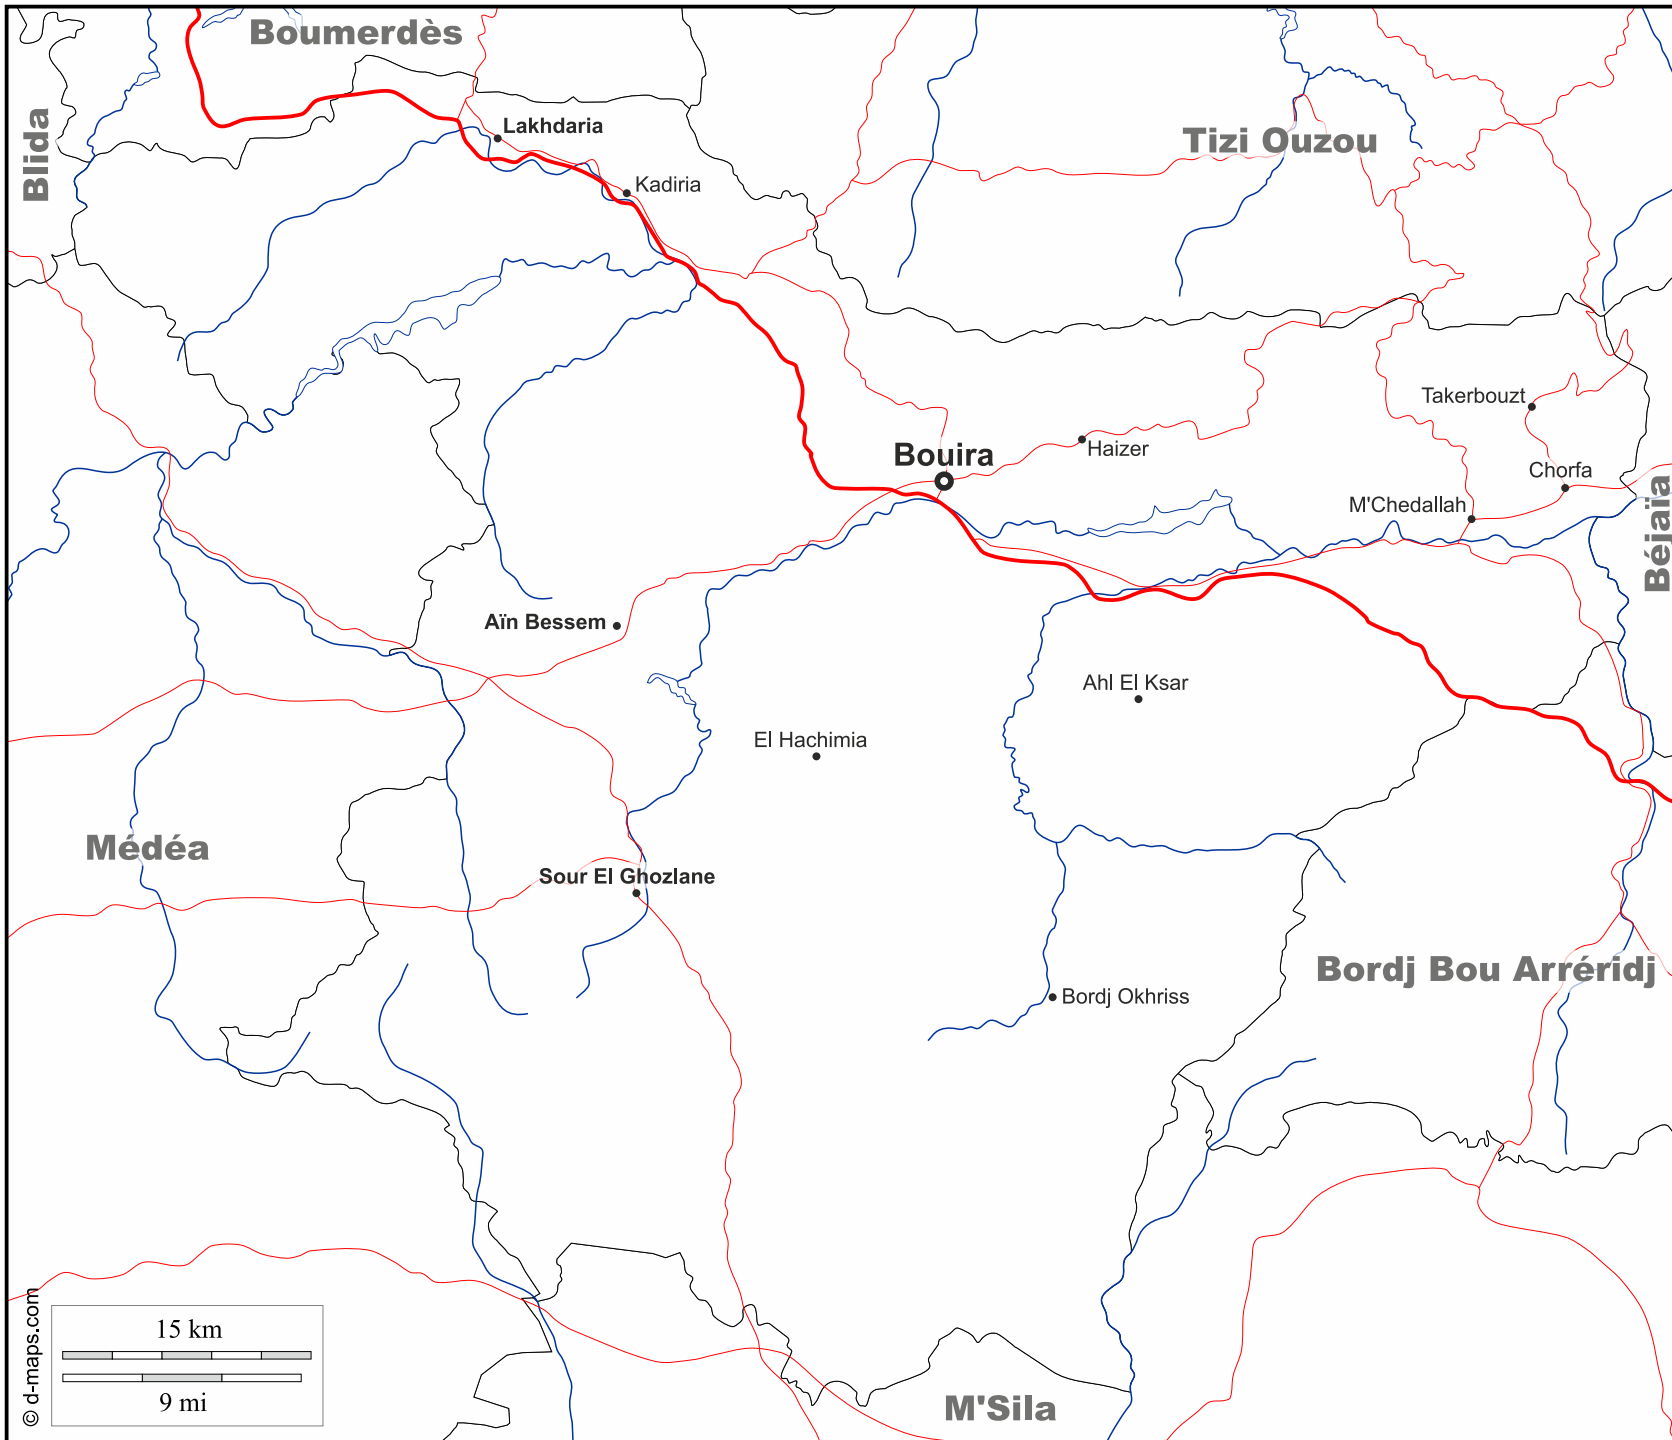 Boumerdès
Blida
Lakhdaria
Tizi Ouzou
Kadiria
Takerbouzt
Haizer
Bouira
Chorfa
M'Chedallah
Béjaïa
Aïn Bessem
Ahl El Ksar
El Hachimia
Médéa
Sour El Ghozlane
Bordj Bou Arréridj
Bordj Okhriss
15 km
9 mi
© d-maps.com
M'Sila